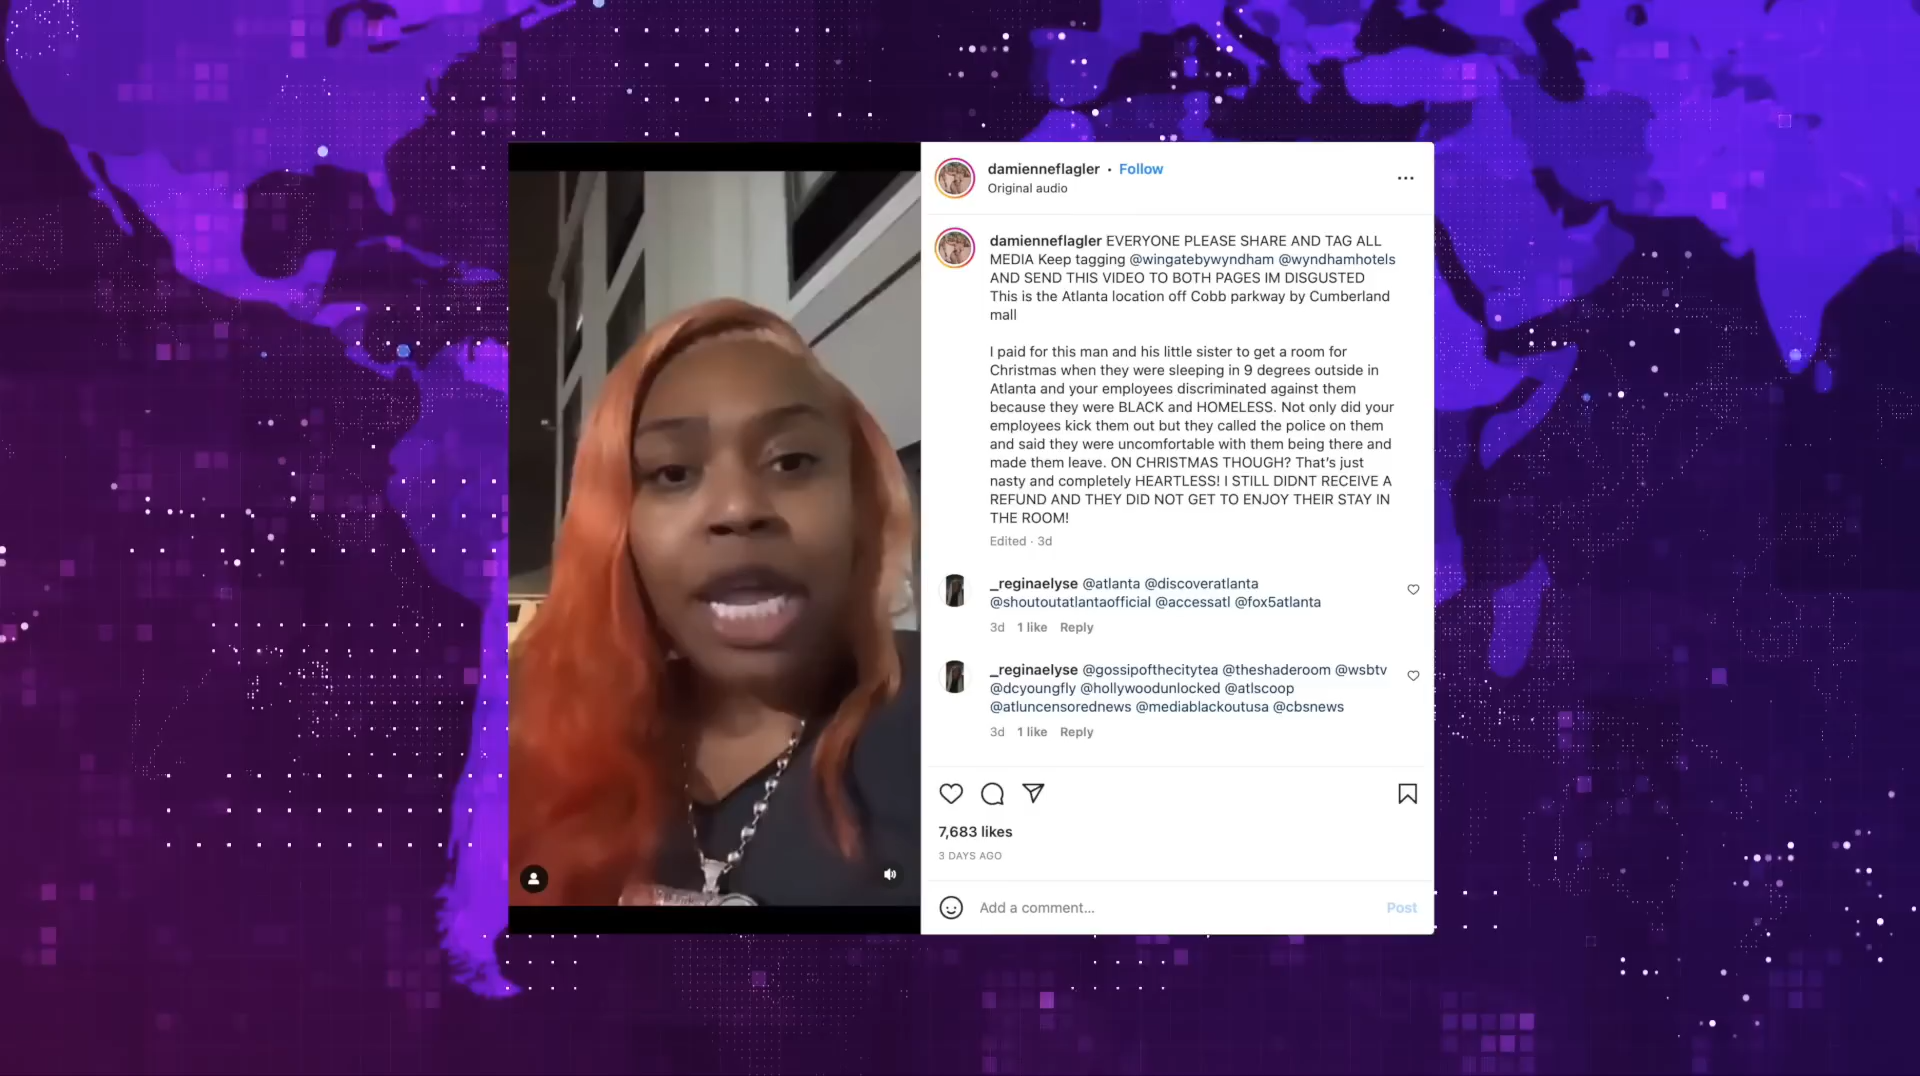 damienneflagler • Follow
Original audio
damienneflagler EVERYONE PLEASE SHARE AND TAG ALL
MEDIA Keep tagging @wingatebywyndham @wyndhamhotels
AND SEND THIS VIDEO TO BOTH PAGES IM DISGUSTED
This is the Atlanta location off Cobb parkway by Cumberland
mall
I paid for this man and his little sister to get a room for
Christmas when they were sleeping in 9 degrees outside in
Atlanta and your employees discriminated against them
because they were BLACK and HOMELESS. Not only did your
employees kick them out but they called the police on them
and said they were uncomfortable with them being there and
made them leave. ON CHRISTMAS THOUGH? That's just
nasty and completely HEARTLESS! I STILL DIDNT RECEIVE A
REFUND AND THEY DID NOT GET TO ENJOY THEIR STAY IN
THE ROOM!
Edited · 3d
_reginaelyse @atlanta @discoveratlanta
@shoutoutatlantaofficial @accessatl @fox5atlanta
3d 1 like Reply
_reginaelyse @gossipofthecitytea @theshaderoom @wsbtv
@dcyoungfly @hollywoodunlocked @atlscoop
@atluncensorednews @mediablackoutusa @cbsnews
3d 1 like Reply
7,683 likes
3 DAYS AGO
Add a comment... Post